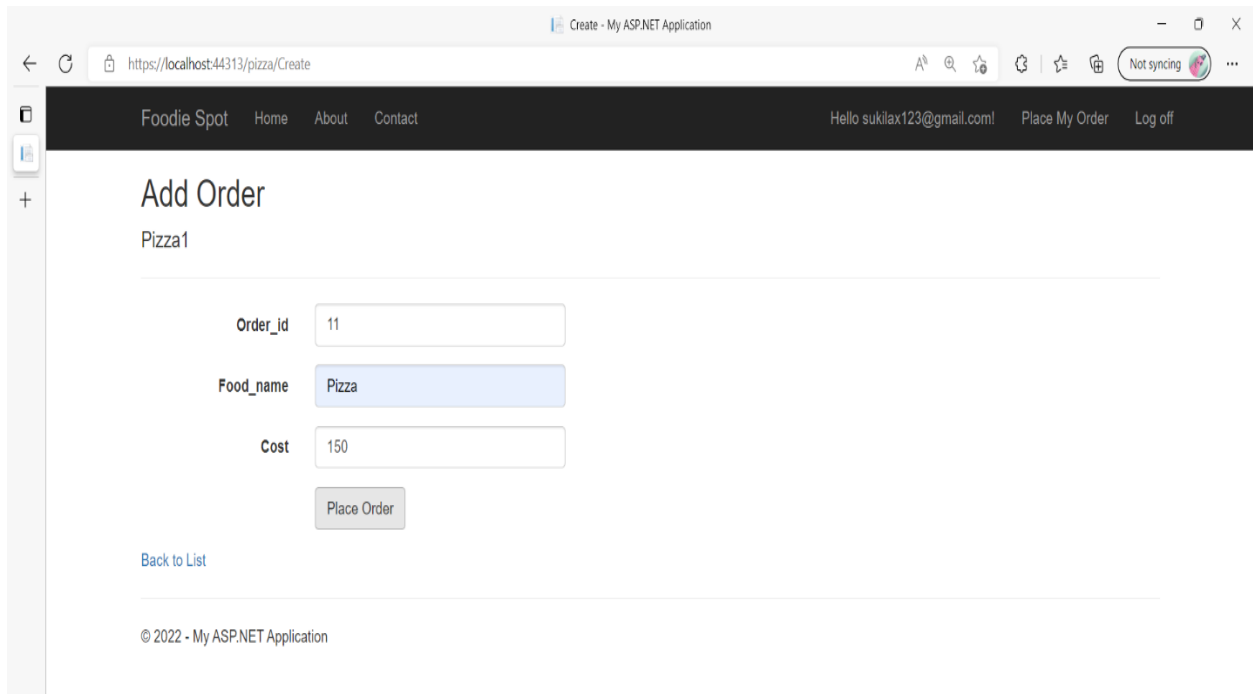 Create - My ASP.NET Application
https://localhost:44313/pizza/Create
Not syncing
Foodie Spot Home About Contact Hello sukilax123@gmail.com! Place My Order Log off
Add Order
Pizza1
Order_id 11
Food_name Pizza
Cost 150
Place Order
Back to List
© 2022 - My ASP.NET Application